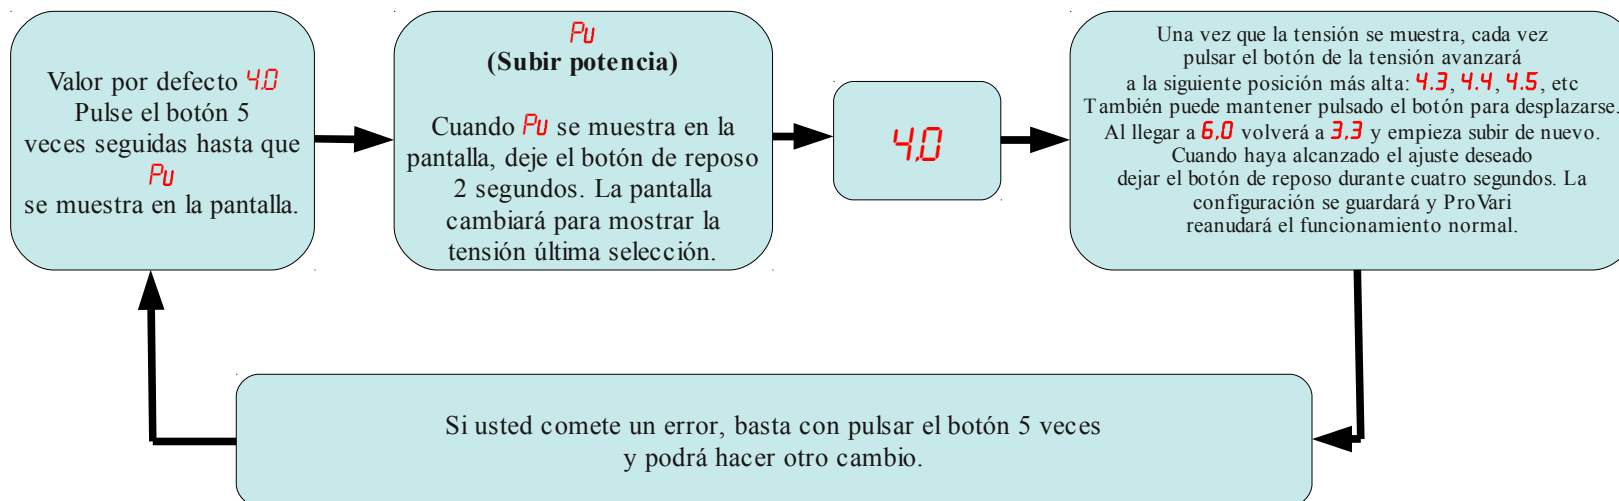 Valor por defecto 4.0
Pulse el botón 5
veces seguidas hasta que
Pu
se muestra en la pantalla.
Pu
(Subir potencia)
Cuando Pu se muestra en la
pantalla, deje el botón de reposo
2 segundos. La pantalla
cambiará para mostrar la
tensión última selección.
4,0
Una vez que la tensión se muestra, cada vez
pulsar el botón de la tensión avanzará
a la siguiente posición más alta: 4.3, 4.4, 4.5, etc
También puede mantener pulsado el botón para desplazarse.
Al llegar a 6,0 volverá a 3,3 y empieza subir de nuevo.
Cuando haya alcanzado el ajuste deseado
dejar el botón de reposo durante cuatro segundos. La
configuración se guardará y ProVari
reanudará el funcionamiento normal.
Si usted comete un error, basta con pulsar el botón 5 veces
y podrá hacer otro cambio.